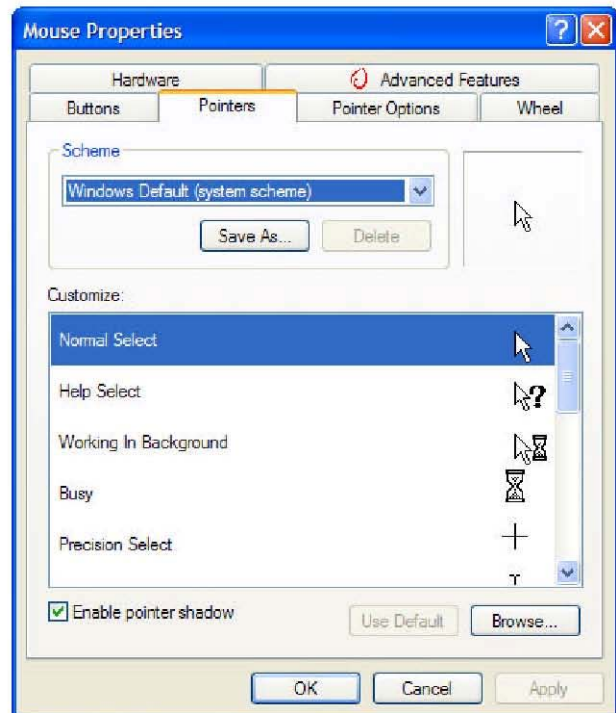 Mouse Properties
Hardware Advanced Features
Buttons Pointers Pointer Options Wheel
Scheme
Windows Default (system scheme)
Save As... Delete
Customize:
Normal Select
Help Select
Working In Background
Busy
Precision Select
Enable pointer shadow Use Default Browse...
OK Cancel Apply